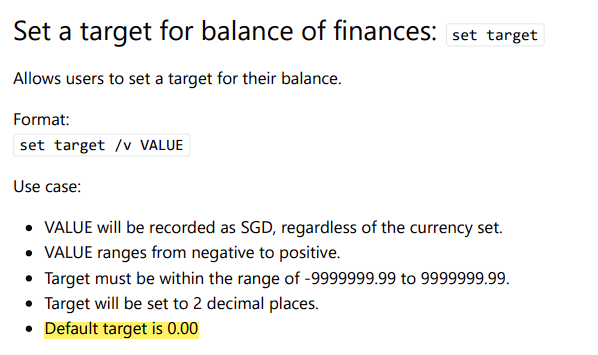 Set a target for balance of finances: set target
Allows users to set a target for their balance.
Format:
set target /v VALUE
Use case:
• VALUE will be recorded as SGD, regardless of the currency set.
• VALUE ranges from negative to positive.
• Target must be within the range of -9999999.99 to 9999999.99.
• Target will be set to 2 decimal places.
• Default target is 0.00